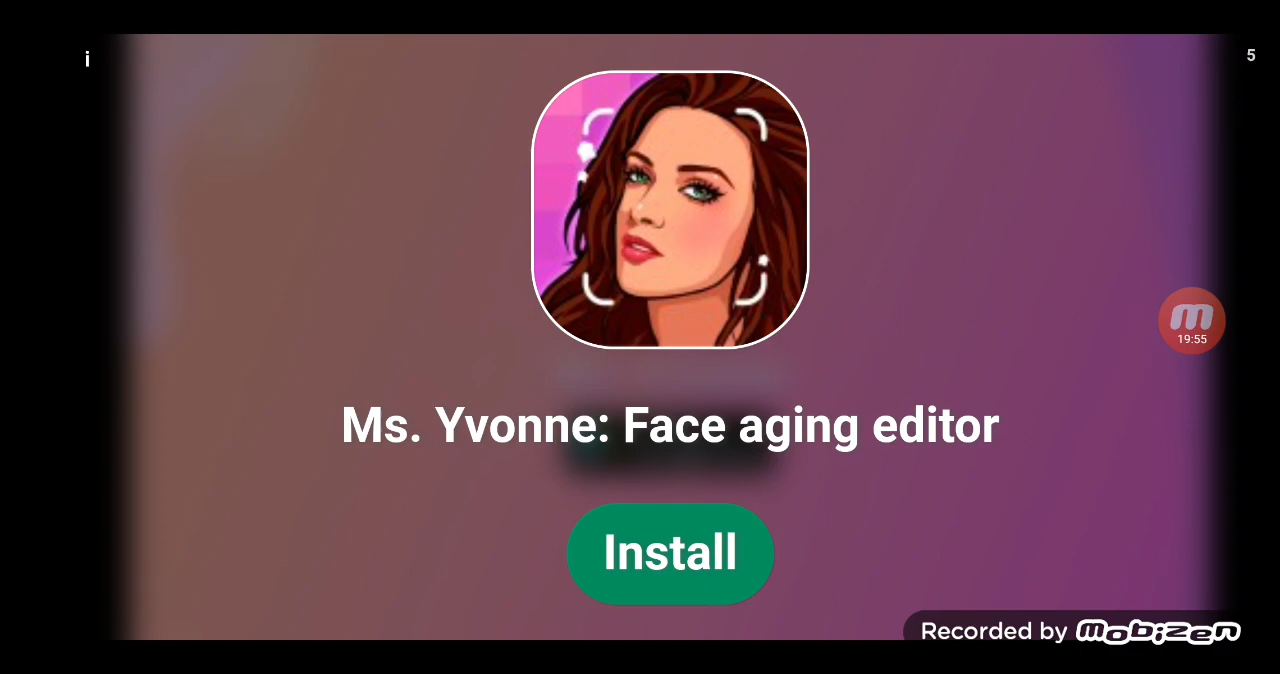 i
5
19:55
Ms. Yvonne: Face aging editor
Install
Recorded by mobizen